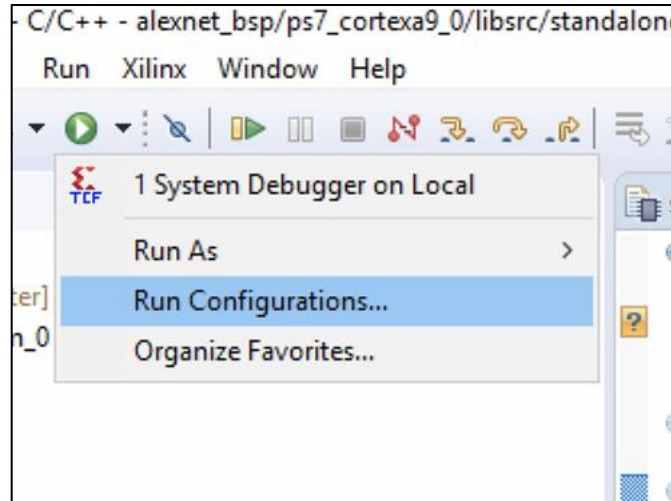 - C/C++ - alexnet_bsp/ps7_cortexa9_0/libsrc/standalon
Run Xilinx Window Help
TCF 1 System Debugger on Local
Run As
ter]
Run Configurations...
n_0
Organize Favorites...